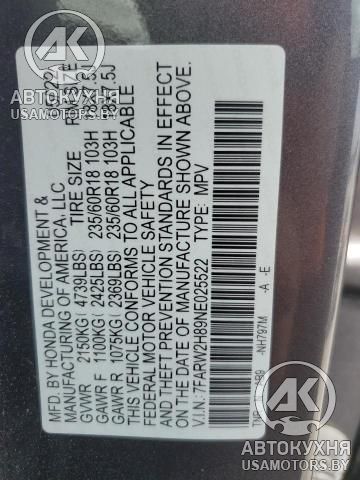 АВТОКУХНЯ
USAMOTORS.BY
MFD. BY HONDA DEVELOPMENT &
MANUFACTURING OF AMERICA, LLC
TIRE SIZE
GVWR 2150KG ( 4739LBS)
GAWR F 1100KG ( 2425LBS) 235/60R18 103H
GAWR R 1075KG ( 2369LBS) 235/60R18 103H
THIS VEHICLE CONFORMS TO ALL APPLICABLE
FEDERAL MOTOR VEHICLE SAFETY AND
THEFT PREVENTION STANDARDS IN EFFECT
ON THE DATE OF MANUFACTURE SHOWN ABOVE.
V.I.N.: 7FARW2H89NE025522 TYPE: MPV
-NH797M -A -E
АВТОКУХНЯ
USAMOTORS.BY
АВТОКУХНЯ
USAMOTORS.BY